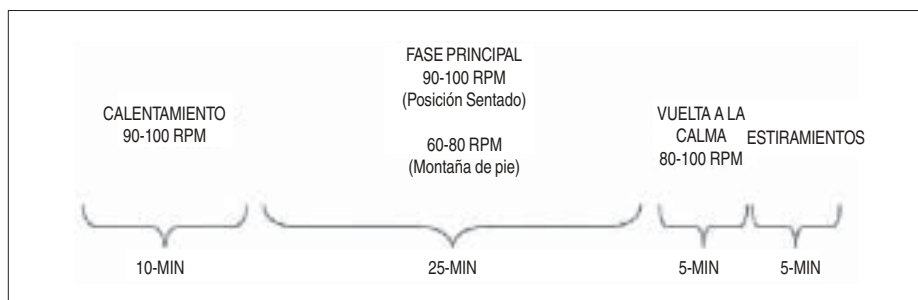 CALENTAMIENTO
90-100 RPM
FASE PRINCIPAL
90-100 RPM
(Posición Sentado)
60-80 RPM
(Montaña de pie)
VUELTA A LA
CALMA
80-100 RPM
ESTIRAMIENTOS
10-MIN
25-MIN
5-MIN
5-MIN